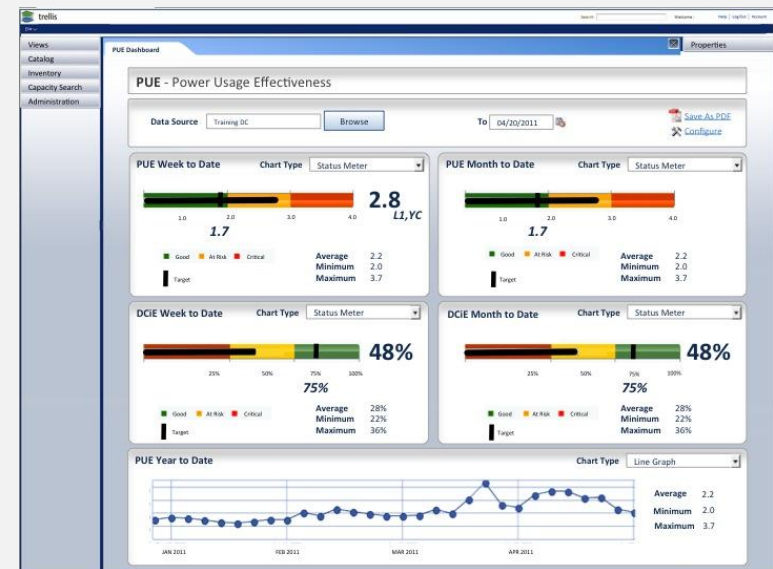 trellis
Search
Welcome
Help | Log Out | Account
Views
Catalog
Inventory
Capacity Search
Administration
PUE Dashboard
Properties
PUE - Power Usage Effectiveness
Data Source Training DC Browse To 04/20/2011
Save As PDF
Configure
PUE Week to Date Chart Type Status Meter
2.8
L1,YC
1.0 2.0 3.0 4.0
1.7
Good At Risk Critical
Target
Average 2.2
Minimum 2.0
Maximum 3.7
PUE Month to Date Chart Type Status Meter
1.0 2.0 3.0 4.0
1.7
Good At Risk Critical
Target
Average 2.2
Minimum 2.0
Maximum 3.7
DCiE Week to Date Chart Type Status Meter
48%
25% 50% 75% 100%
75%
Good At Risk Critical
Target
Average 28%
Minimum 22%
Maximum 36%
DCiE Month to Date Chart Type Status Meter
48%
25% 50% 75% 100%
75%
Good At Risk Critical
Target
Average 28%
Minimum 22%
Maximum 36%
PUE Year to Date Chart Type Line Graph
Average 2.2
Minimum 2.0
Maximum 3.7
JAN 2011 FEB 2011 MAR 2011 APR 2011